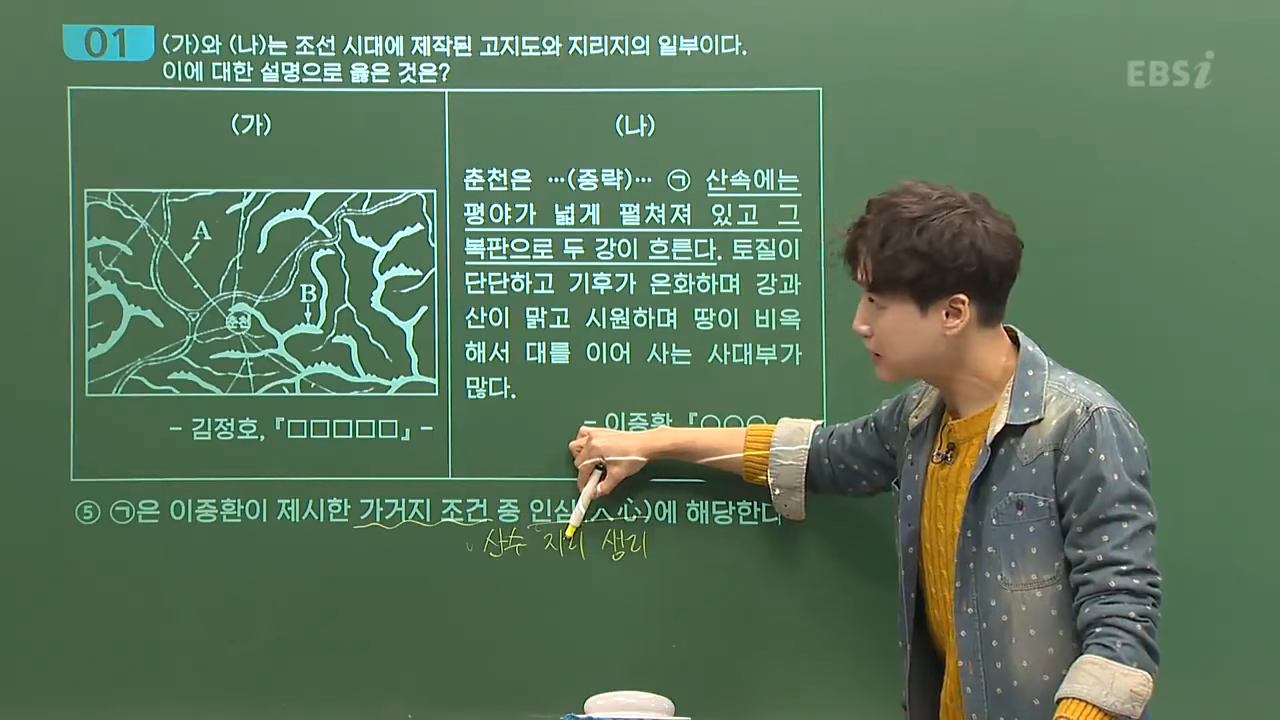 01
(가)와 (나)는 조선 시대에 제작된 고지도와 지리지의 일부이다.
이에 대한 설명으로 옳은 것은?
EBSi
(가)
A
B
춘천
- 김정호, 『□□□□□』 -
(나)
춘천은 …(중략)… ㉠ 산속에는
평야가 넓게 펼쳐져 있고 그
복판으로 두 강이 흐른다. 토질이
단단하고 기후가 온화하며 강과
산이 맑고 시원하며 땅이 비옥
해서 대를 이어 사는 사대부가
많다.
- 이중환, 『○○○
⑤ ㉠은 이중환이 제시한 가거지 조건 중 인심(人心)에 해당한다
산수 지리 생리